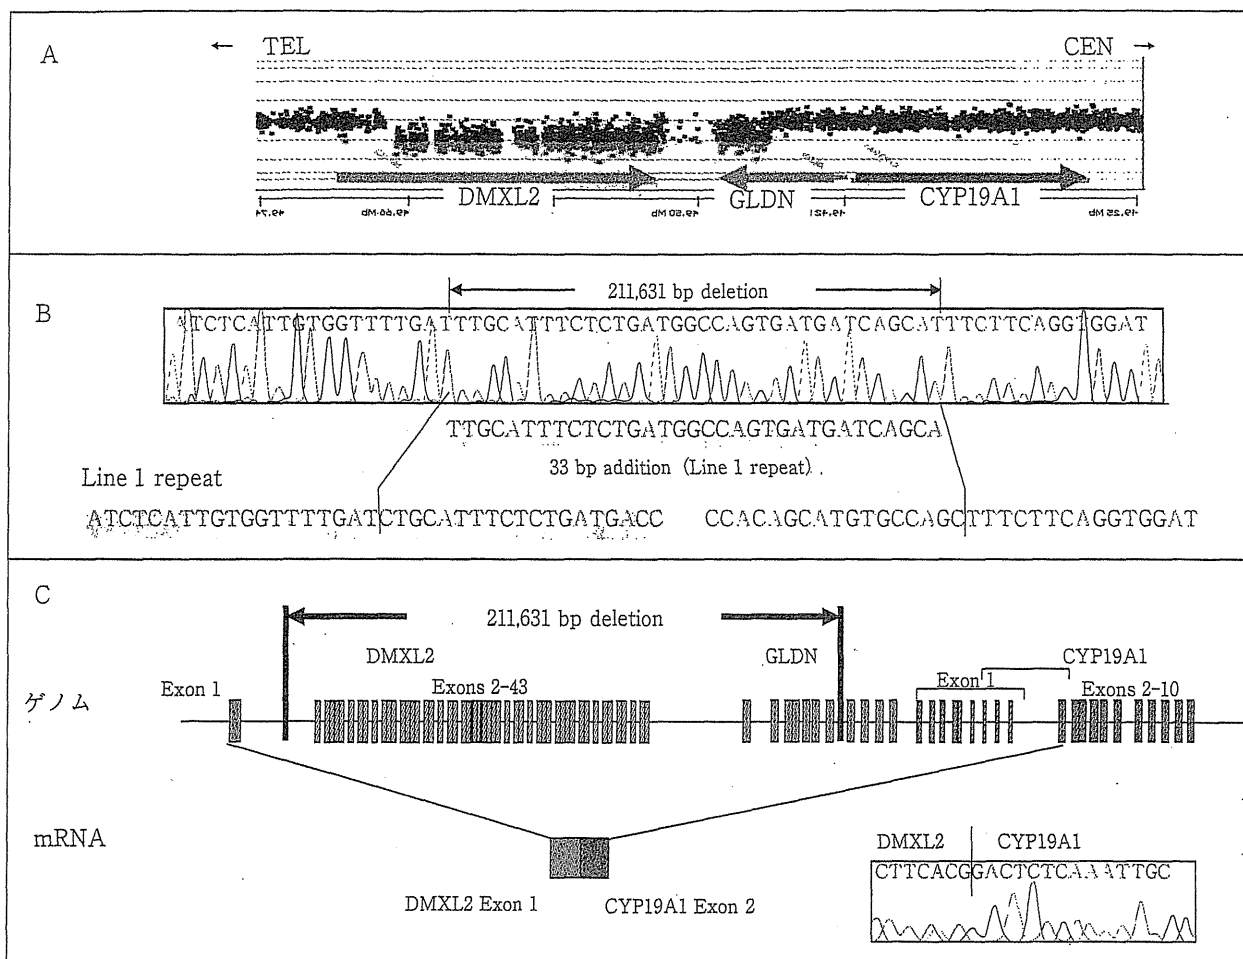 A
← TEL
CEN →
DMXL2
GLDN
CYP19A1
B
211,631 bp deletion
ATCTCATTGTGGTTTTGATTTGCATTTCTCTGATGGCCAGTGATGATCAGCATTTCTTCAGGTGGAT
TTGCATTTCTCTGATGGCCAGTGATGATCAGCA
33 bp addition (Line 1 repeat)
Line 1 repeat
ATCTCATTGTGGTTTTGATCTGCATTTCTCTGATGACC CCACAGCATGTGCCAGCTTTCTTCAGGTGGAT
C
211,631 bp deletion
DMXL2
GLDN
CYP19A1
Exon 1
Exons 2-43
Exon 1
Exons 2-10
ゲノム
mRNA
DMXL2 CYP19A1
CTTCACGGACTCTCAAATTGC
DMXL2 Exon 1
CYP19A1 Exon 2